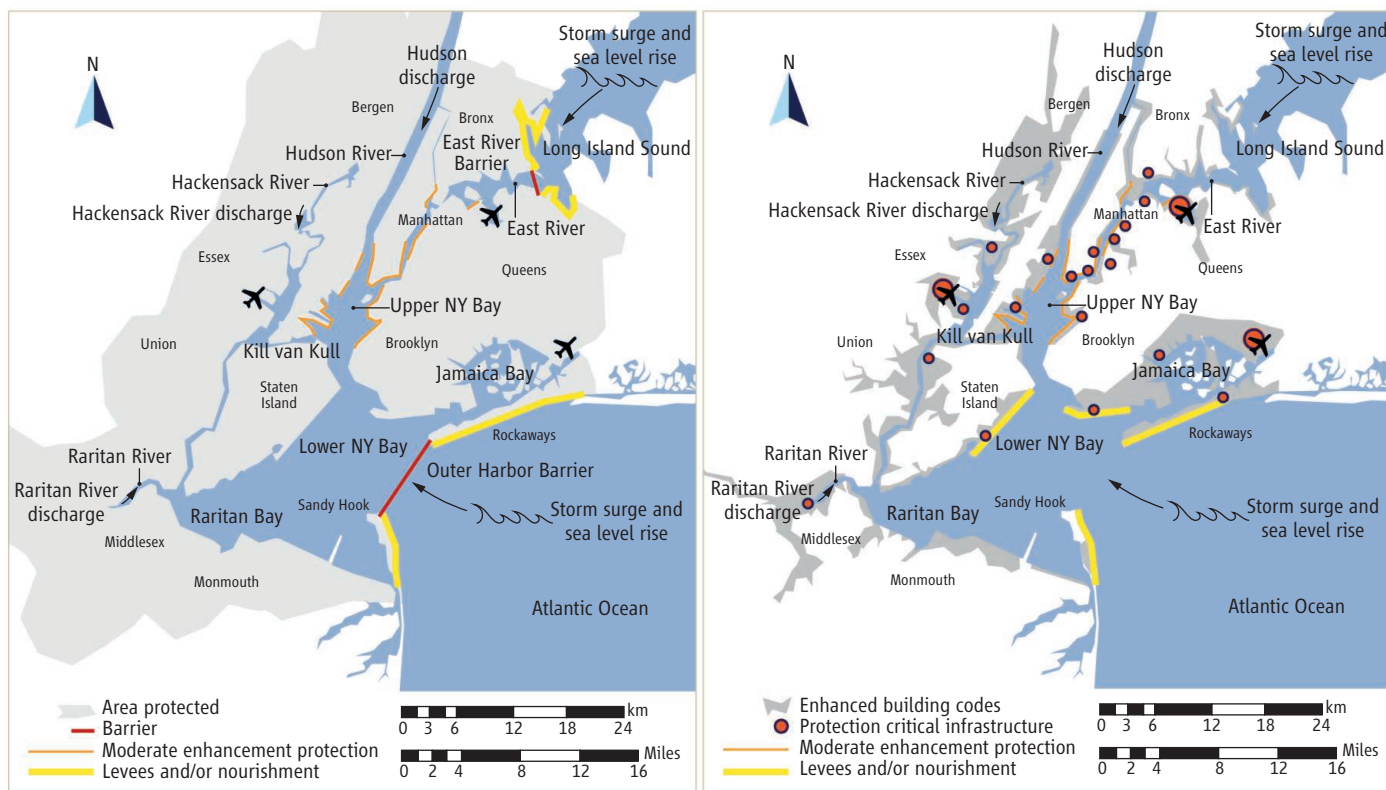 Storm surge and
sea level rise
Hudson
discharge
N
Bergen
Bronx
East River
Barrier
Long Island Sound
Hudson River
Hackensack River
Hackensack River discharge
Manhattan
East River
Essex
Queens
Upper NY Bay
Union
Kill van Kull
Brooklyn
Jamaica Bay
Staten
Island
Rockaways
Lower NY Bay
Outer Harbor Barrier
Raritan River
Raritan River
discharge
Sandy Hook
Raritan Bay
Storm surge and
sea level rise
Middlesex
Monmouth
Atlantic Ocean
Area protected
Barrier
Moderate enhancement protection
Levees and/or nourishment
km
0 3 6 12 18 24
Miles
0 2 4 8 12 16
Storm surge and
sea level rise
Hudson
discharge
N
Bergen
Bronx
Long Island Sound
Hudson River
Hackensack River
Hackensack River discharge
Manhattan
East River
Essex
Queens
Upper NY Bay
Union
Kill van Kull
Brooklyn
Jamaica Bay
Staten
Island
Rockaways
Lower NY Bay
Raritan River
Raritan River
discharge
Sandy Hook
Raritan Bay
Storm surge and
sea level rise
Middlesex
Monmouth
Atlantic Ocean
Enhanced building codes
Protection critical infrastructure
Moderate enhancement protection
Levees and/or nourishment
km
0 3 6 12 18 24
Miles
0 2 4 8 12 16